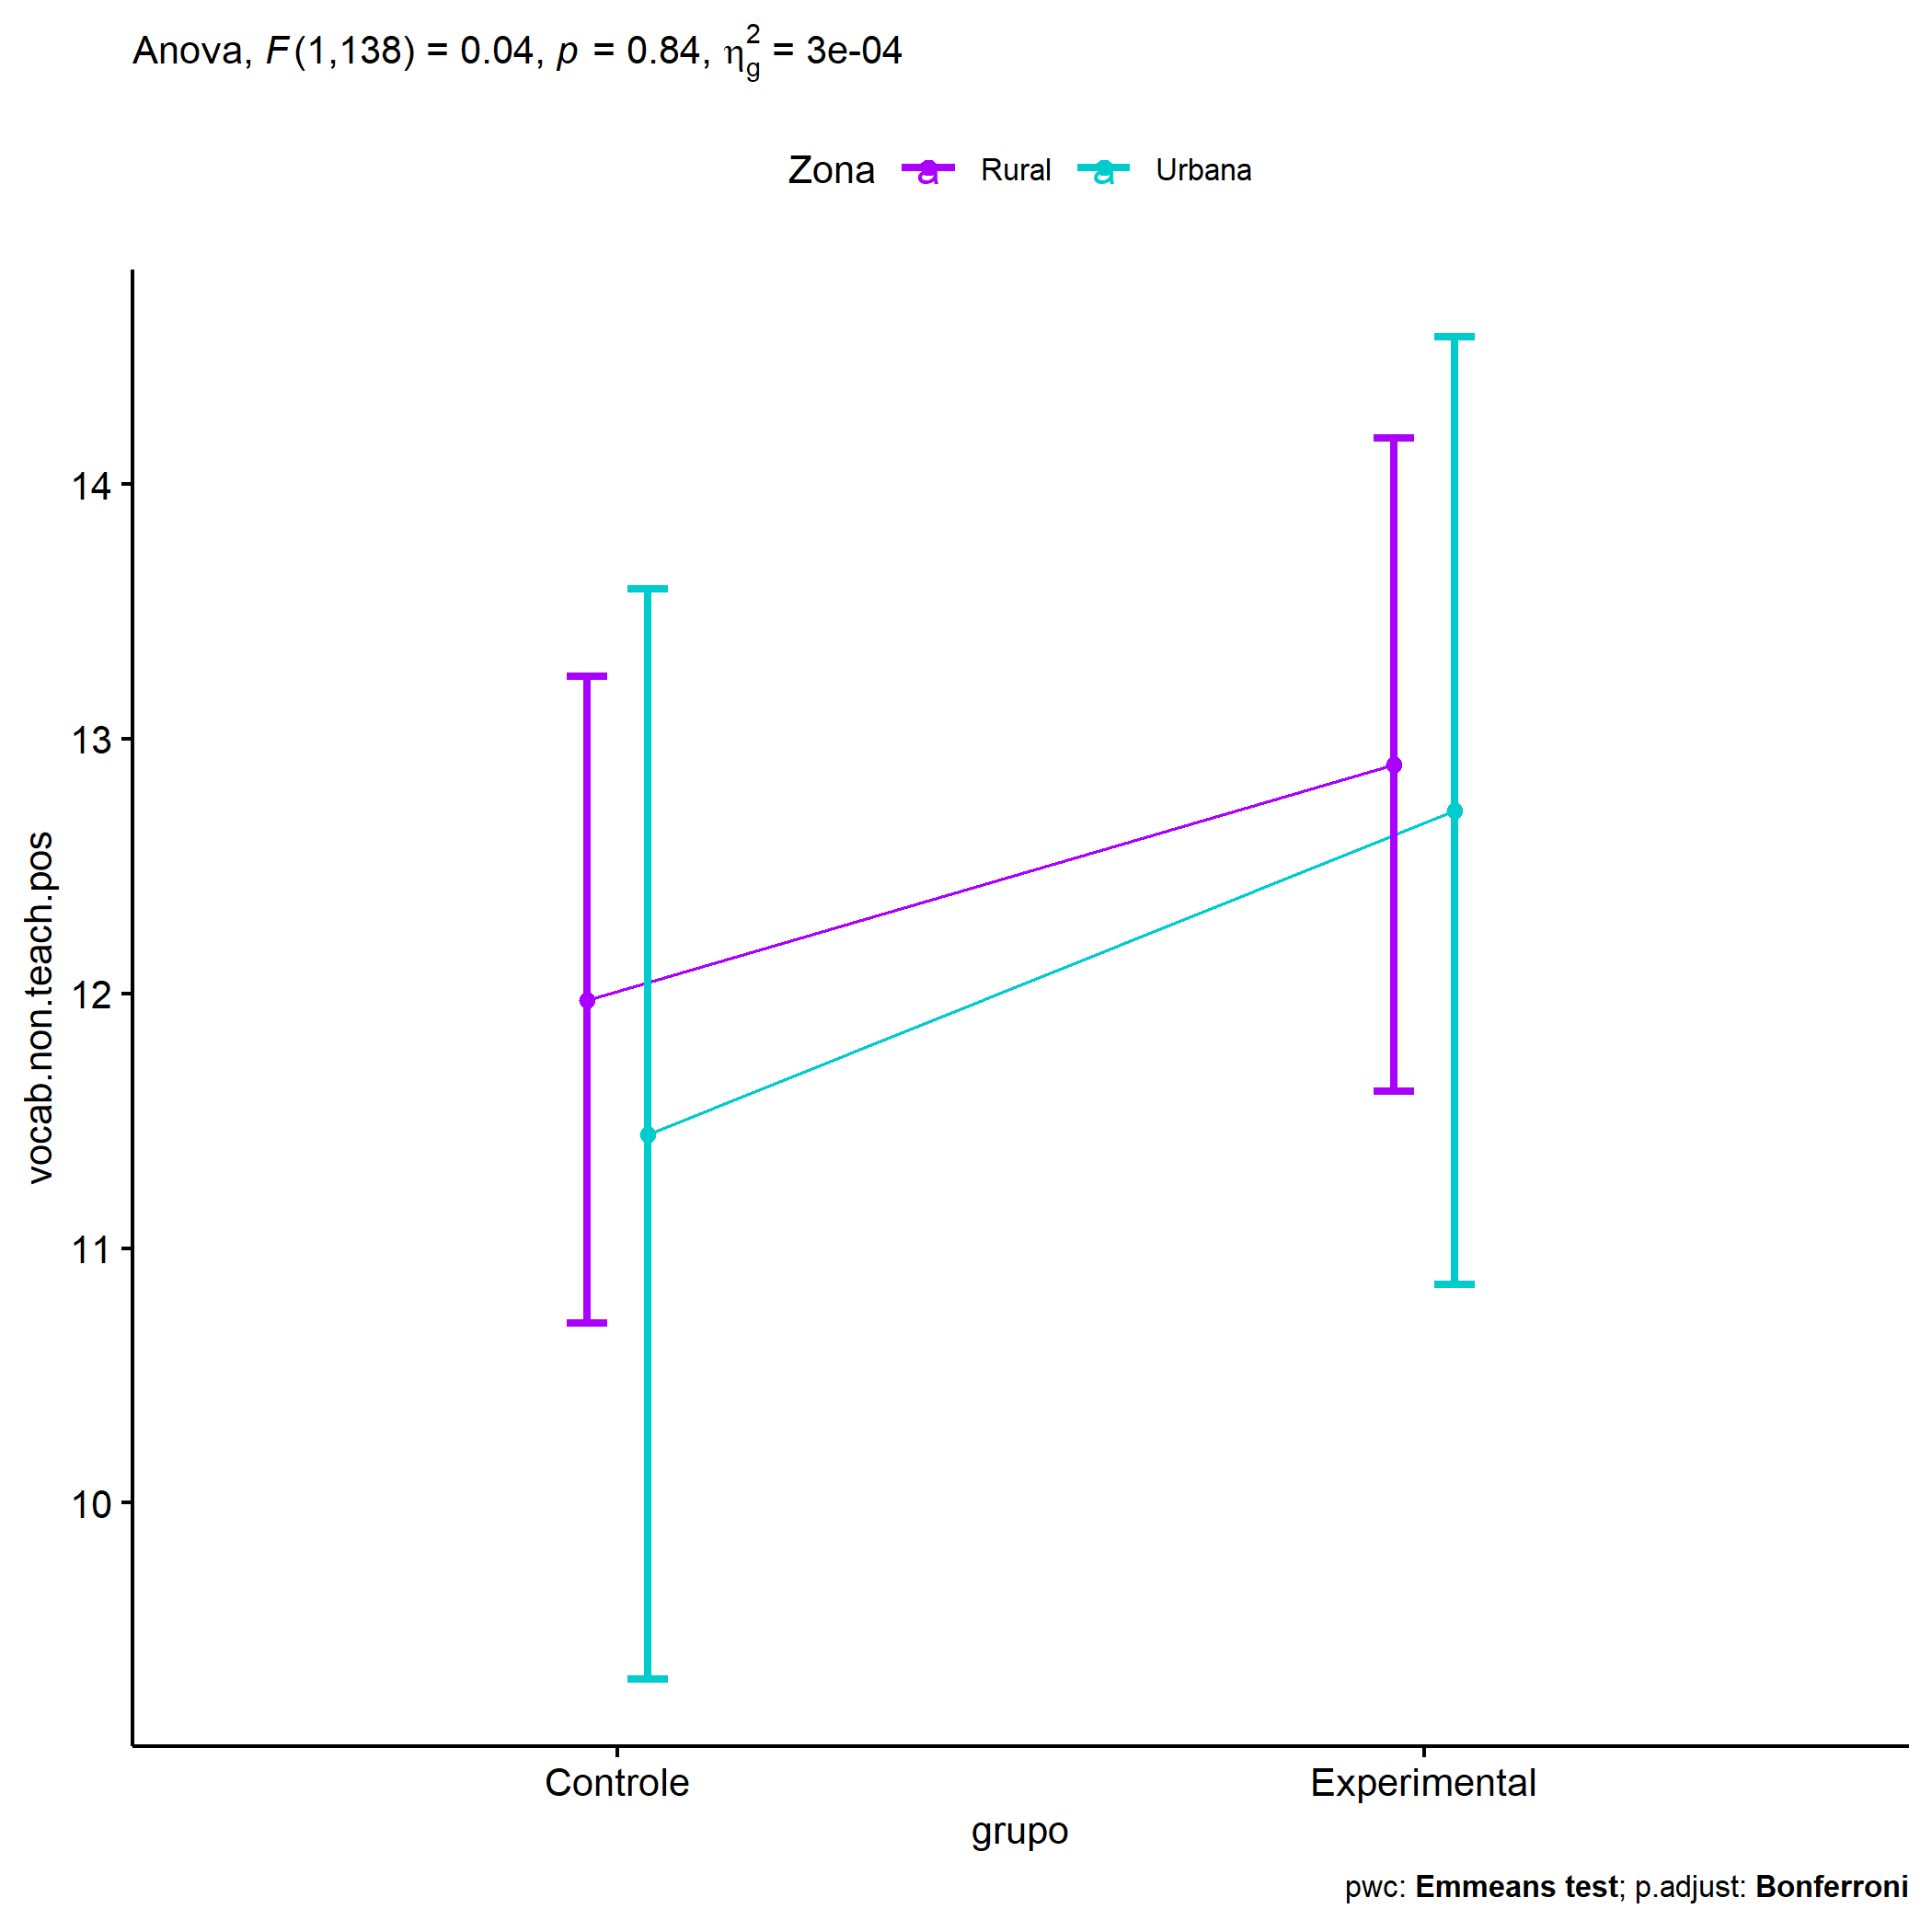 Anova, F(1,138) = 0.04, p = 0.84, η²g = 3e-04
Zona a Rural a Urbana
14
13
12
11
10
vocab.non.teach.pos
Controle Experimental
grupo
pwc: Emmeans test; p.adjust: Bonferroni